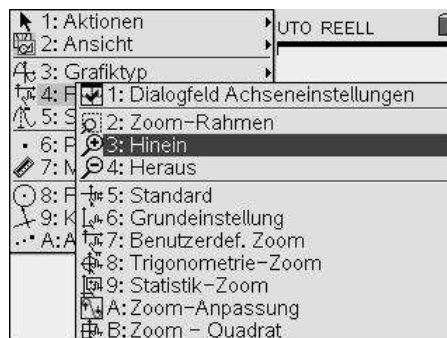 1: Aktionen
UTO REELL
2: Ansicht
3: Grafiktyp
4: F
1: Dialogfeld Achseneinstellungen
5: S
2: Zoom-Rahmen
6: P
3: Hinein
7: M
4: Heraus
8: F
5: Standard
9: K
6: Grundeinstellung
A: A
7: Benutzerdef. Zoom
8: Trigonometrie-Zoom
9: Statistik-Zoom
A: Zoom-Anpassung
B: Zoom - Quadrat